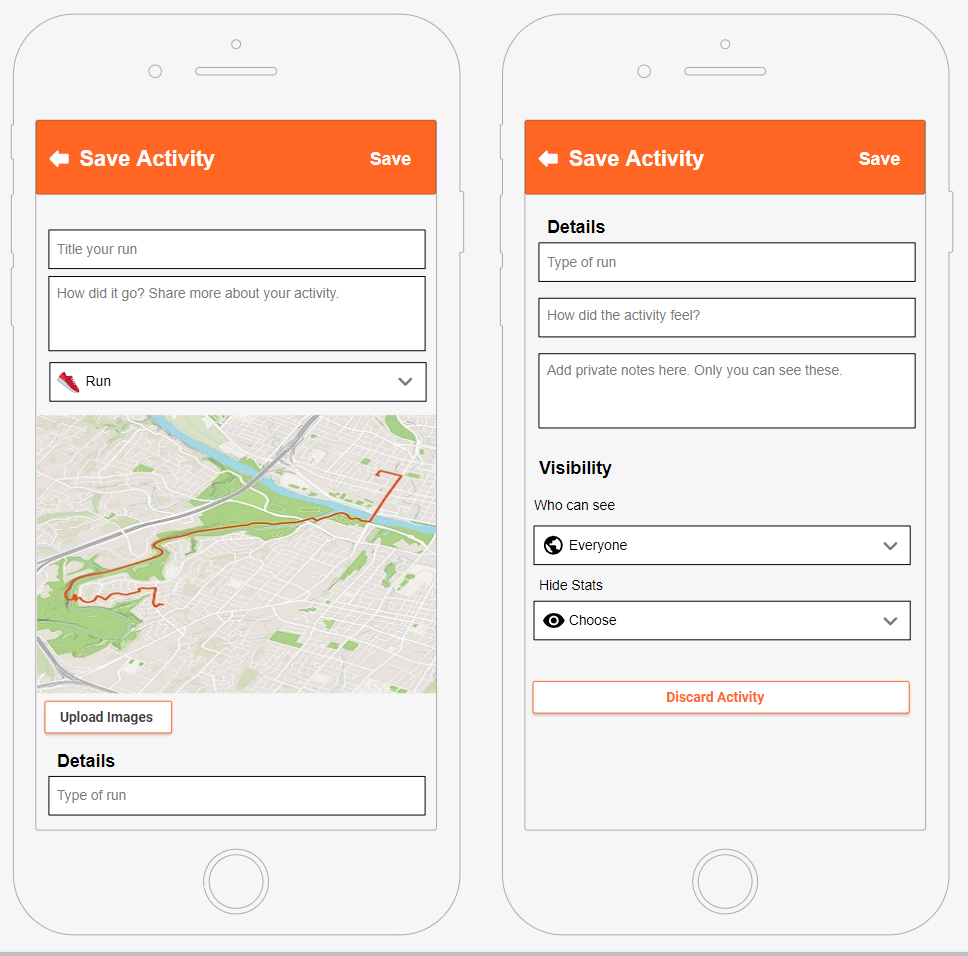 Save Activity
Save
Title your run
How did it go? Share more about your activity.
Run
Upload Images
Details
Type of run
Save Activity
Save
Details
Type of run
How did the activity feel?
Add private notes here. Only you can see these.
Visibility
Who can see
Everyone
Hide Stats
Choose
Discard Activity